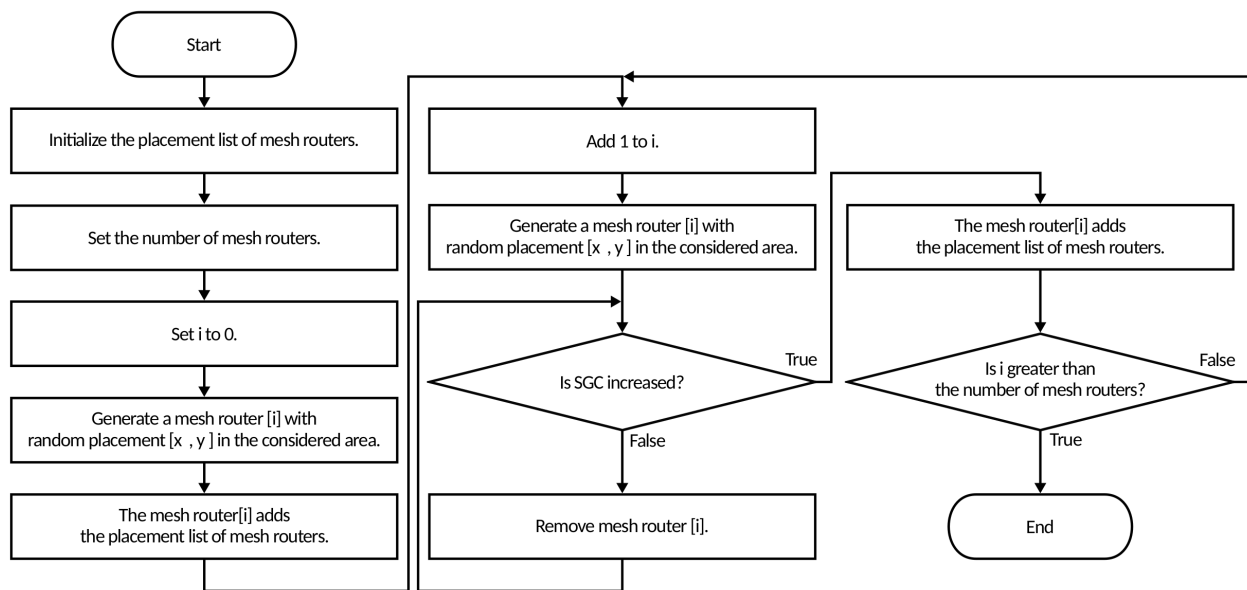 Start
Initialize the placement list of mesh routers.
Set the number of mesh routers.
Set i to 0.
Generate a mesh router [i] with
random placement [x , y ] in the considered area.
The mesh router[i] adds
the placement list of mesh routers.
Add 1 to i.
Generate a mesh router [i] with
random placement [x , y ] in the considered area.
Is SGC increased?
True
False
Remove mesh router [i].
The mesh router[i] adds
the placement list of mesh routers.
Is i greater than
the number of mesh routers?
False
True
End